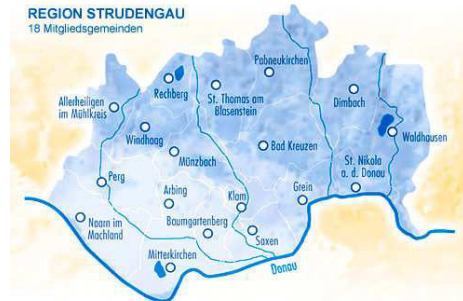 REGION STRUDENGAU
18 Mitgliedsgemeinden
Pabneukirchen
Rechberg
Allerheiligen
im Mühlkreis
St. Thomas am
Blasenstein
Dimbach
Windhaag
Waldhausen
Münzbach
Bad Kreuzen
St. Nikola
a. d. Donau
Perg
Arbing
Klam
Grein
Naarn im
Machland
Baumgartenberg
Saxen
Mitterkirchen
Donau